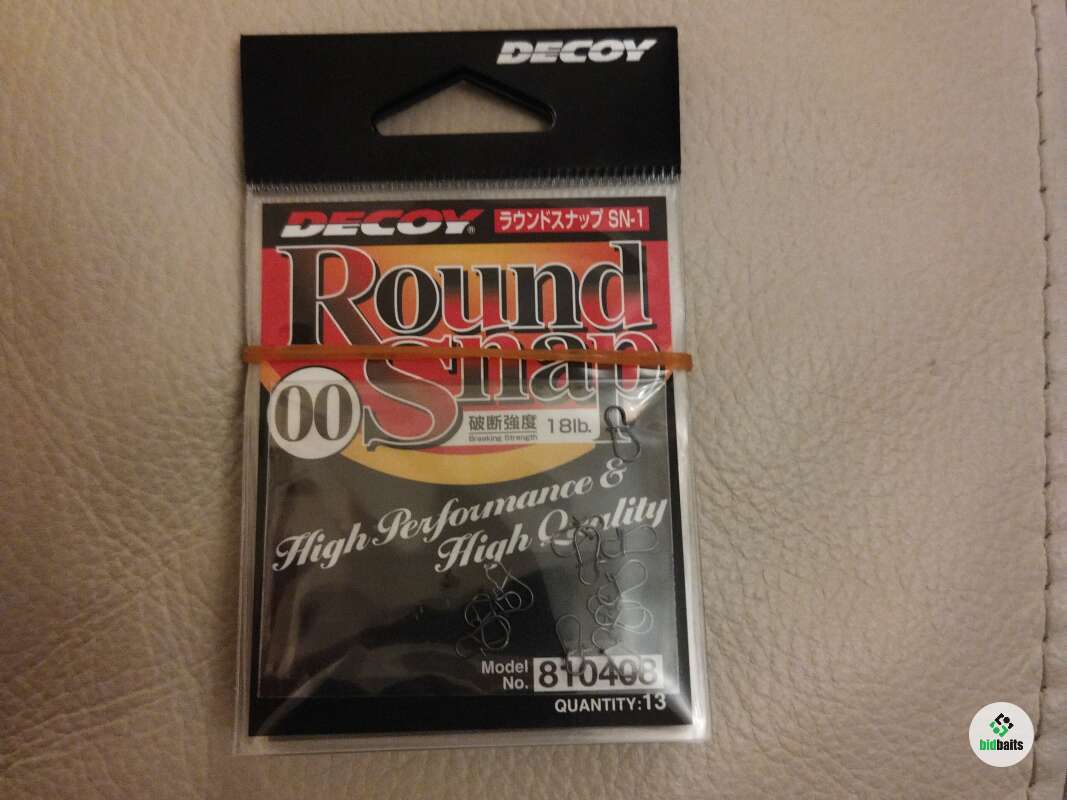 DECOY
DECOY® ラウンドスナップ SN-1
Round
Snap
00
破断強度 18lb.
Breaking Strength
High Performance &
High Quality
Model
No. 810408
QUANTITY:13
bidbaits